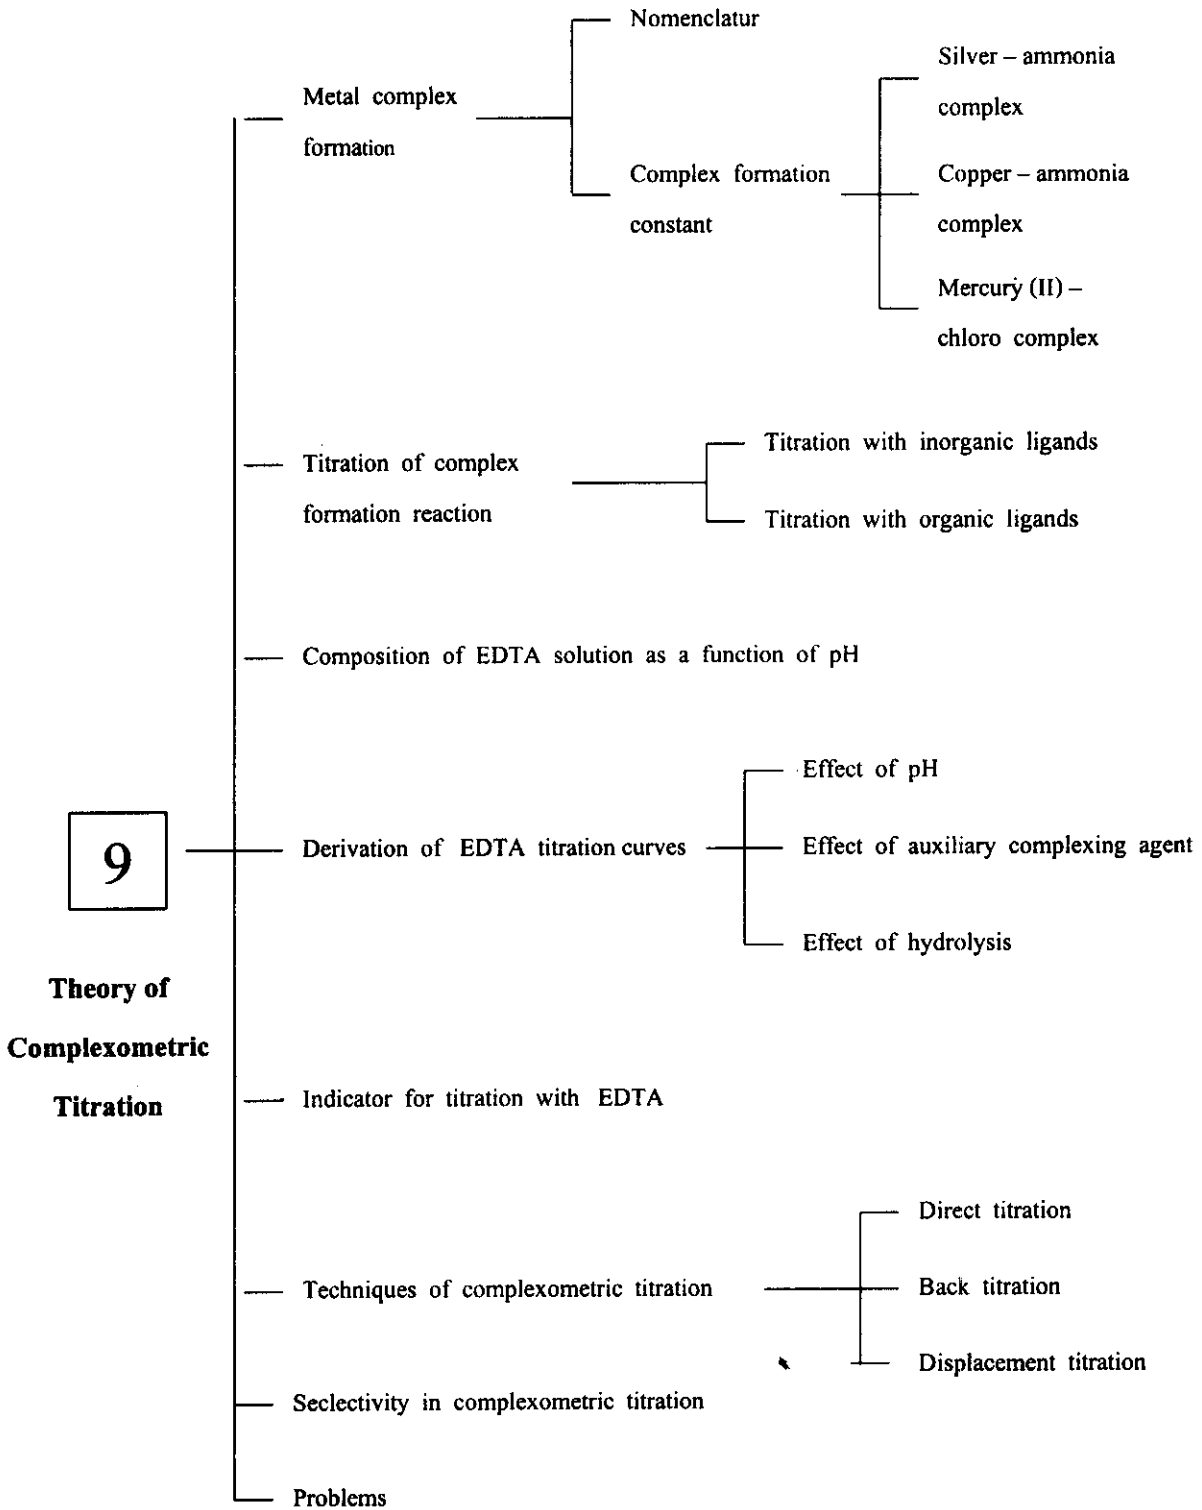 Nomenclatur
Silver – ammonia
complex
Metal complex
formation
Complex formation
constant
Copper – ammonia
complex
Mercury (II) –
chloro complex
Titration of complex
formation reaction
Titration with inorganic ligands
Titration with organic ligands
Composition of EDTA solution as a function of pH
9
Theory of
Complexometric
Titration
Derivation of EDTA titration curves
Effect of pH
Effect of auxiliary complexing agent
Effect of hydrolysis
Indicator for titration with EDTA
Techniques of complexometric titration
Direct titration
Back titration
Displacement titration
Seclectivity in complexometric titration
Problems